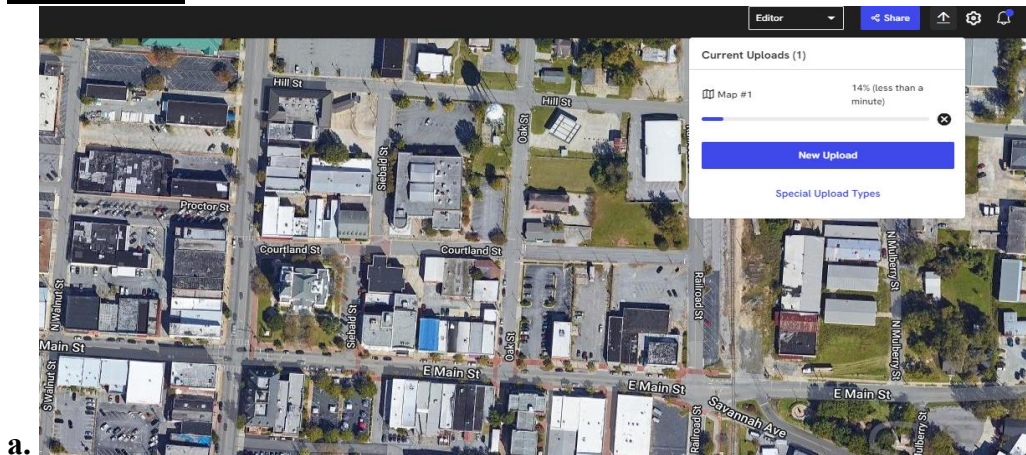 Editor
Share
Current Uploads (1)
Map #1
14% (less than a
minute)
New Upload
Special Upload Types
Hill St
Hill St
Oak St
Siebald St
Proctor St
Courtland St
Courtland St
N Walnut St
Siebald St
Oak St
Railroad St
N Mulberry St
N Mulberry St
Main St
E Main St
E Main St
E Main St
S Walnut St
Savannah Ave
Railroad St
ulberry St
a.